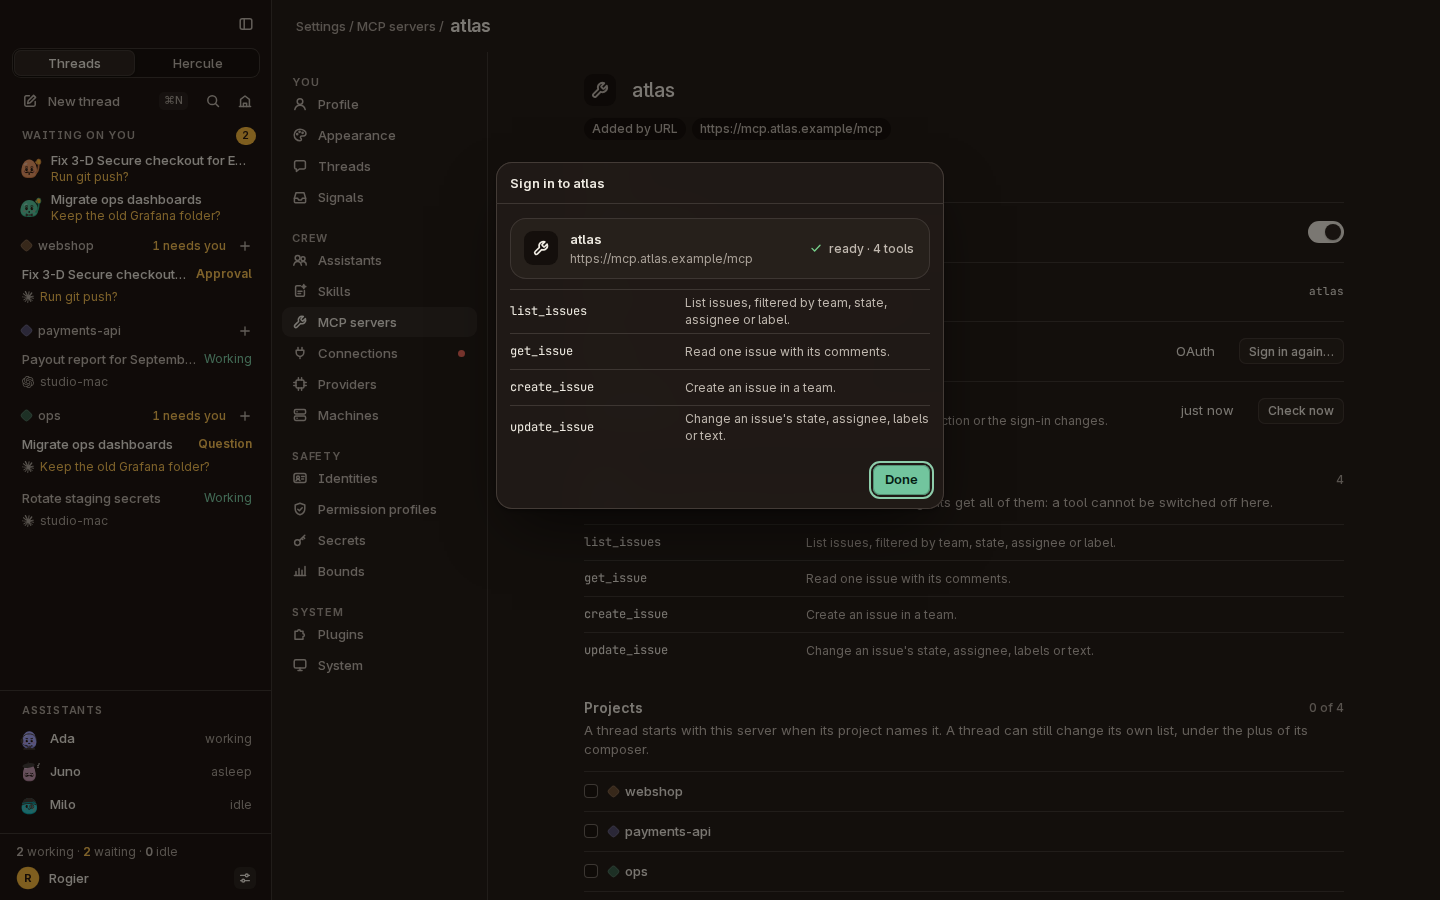 Threads
Hercule
New thread
⌘N
WAITING ON YOU
2
Fix 3-D Secure checkout for E…
Run git push?
Migrate ops dashboards
Keep the old Grafana folder?
webshop
1 needs you
Fix 3-D Secure checkout…
Approval
Run git push?
payments-api
Payout report for Septemb…
Working
studio-mac
ops
1 needs you
Migrate ops dashboards
Question
Keep the old Grafana folder?
Rotate staging secrets
Working
studio-mac
ASSISTANTS
Ada
working
Juno
asleep
Milo
idle
2 working · 2 waiting · 0 idle
R
Rogier
Settings / MCP servers / atlas
YOU
Profile
Appearance
Threads
Signals
CREW
Assistants
Skills
MCP servers
Connections
Providers
Machines
SAFETY
Identities
Permission profiles
Secrets
Bounds
SYSTEM
Plugins
System
atlas
Added by URL
https://mcp.atlas.example/mcp
atlas
OAuth
Sign in again…
just now
Check now
ction or the sign-in changes.
4
ts get all of them: a tool cannot be switched off here.
list_issues
List issues, filtered by team, state, assignee or label.
get_issue
Read one issue with its comments.
create_issue
Create an issue in a team.
update_issue
Change an issue's state, assignee, labels or text.
Projects
0 of 4
A thread starts with this server when its project names it. A thread can still change its own list, under the plus of its
composer.
webshop
payments-api
ops
Sign in to atlas
atlas
https://mcp.atlas.example/mcp
ready · 4 tools
list_issues
List issues, filtered by team, state,
assignee or label.
get_issue
Read one issue with its comments.
create_issue
Create an issue in a team.
update_issue
Change an issue's state, assignee, labels
or text.
Done